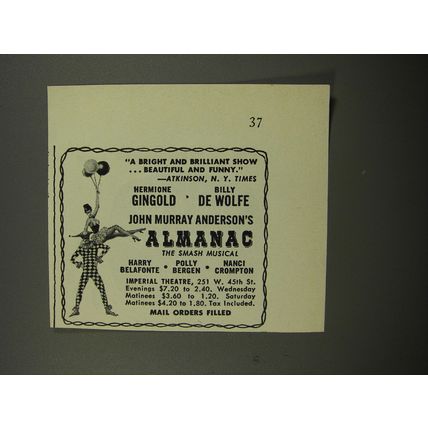 37
"A BRIGHT AND BRILLIANT SHOW
...BEAUTIFUL AND FUNNY."
—ATKINSON, N. Y. TIMES
HERMIONE BILLY
GINGOLD • DE WOLFE
JOHN MURRAY ANDERSON'S
ALMANAC
THE SMASH MUSICAL
HARRY POLLY NANCI
BELAFONTE • BERGEN • CROMPTON
IMPERIAL THEATRE, 251 W. 45th St.
Evenings $7.20 to 2.40. Wednesday
Matinees $3.60 to 1.20. Saturday
Matinees $4.20 to 1.80. Tax Included.
MAIL ORDERS FILLED